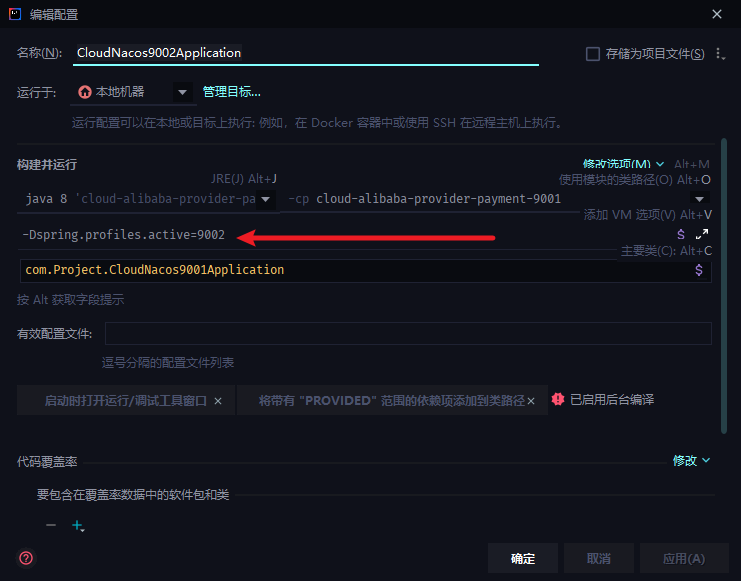 编辑配置
名称(N): CloudNacos9002Application 存储为项目文件(S)
运行于: 本地机器 管理目标...
运行配置可以在本地或目标上执行: 例如，在 Docker 容器中或使用 SSH 在远程主机上执行。
构建并运行 修改选项(M) Alt+M
JRE(J) Alt+J 使用模块的类路径(O) Alt+O
java 8 'cloud-alibaba-provider-pa -cp cloud-alibaba-provider-payment-9001
添加 VM 选项(V) Alt+V
-Dspring.profiles.active=9002 $
主要类(C): Alt+C
com.Project.CloudNacos9001Application $
按 Alt 获取字段提示
有效配置文件:
逗号分隔的配置文件列表
启动时打开运行/调试工具窗口 × 将带有 "PROVIDED" 范围的依赖项添加到类路径 × 已启用后台编译
代码覆盖率 修改
要包含在覆盖率数据中的软件包和类
确定 取消 应用(A)